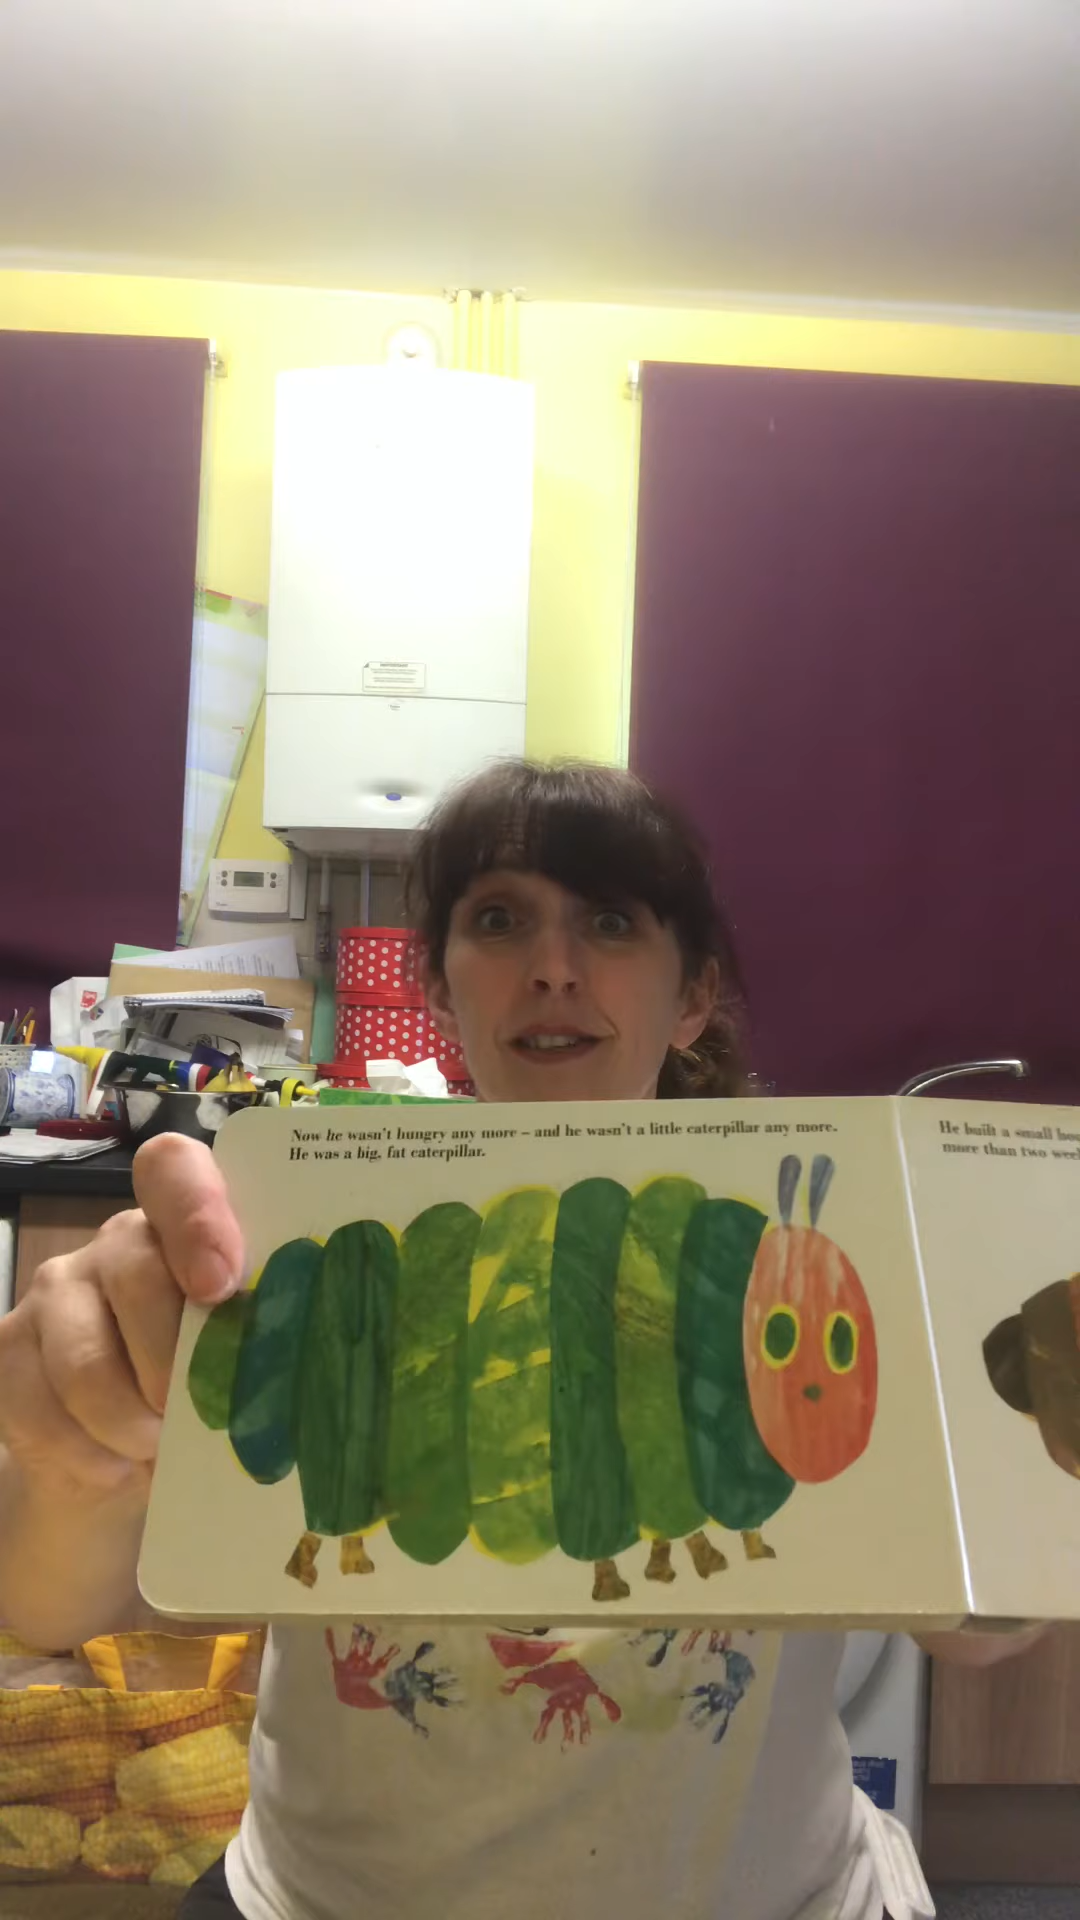 IMPORTANT
Now he wasn't hungry any more – and he wasn't a little caterpillar any more.
He was a big, fat caterpillar.
He built a small
more than two